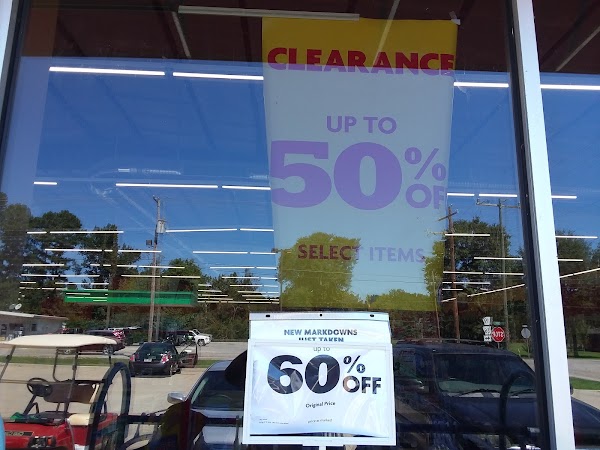 CLEARANCE
UP TO
50% OFF
SELECT ITEMS
NEW MARKDOWNS
JUST TAKEN
up to
60% OFF
Original Price